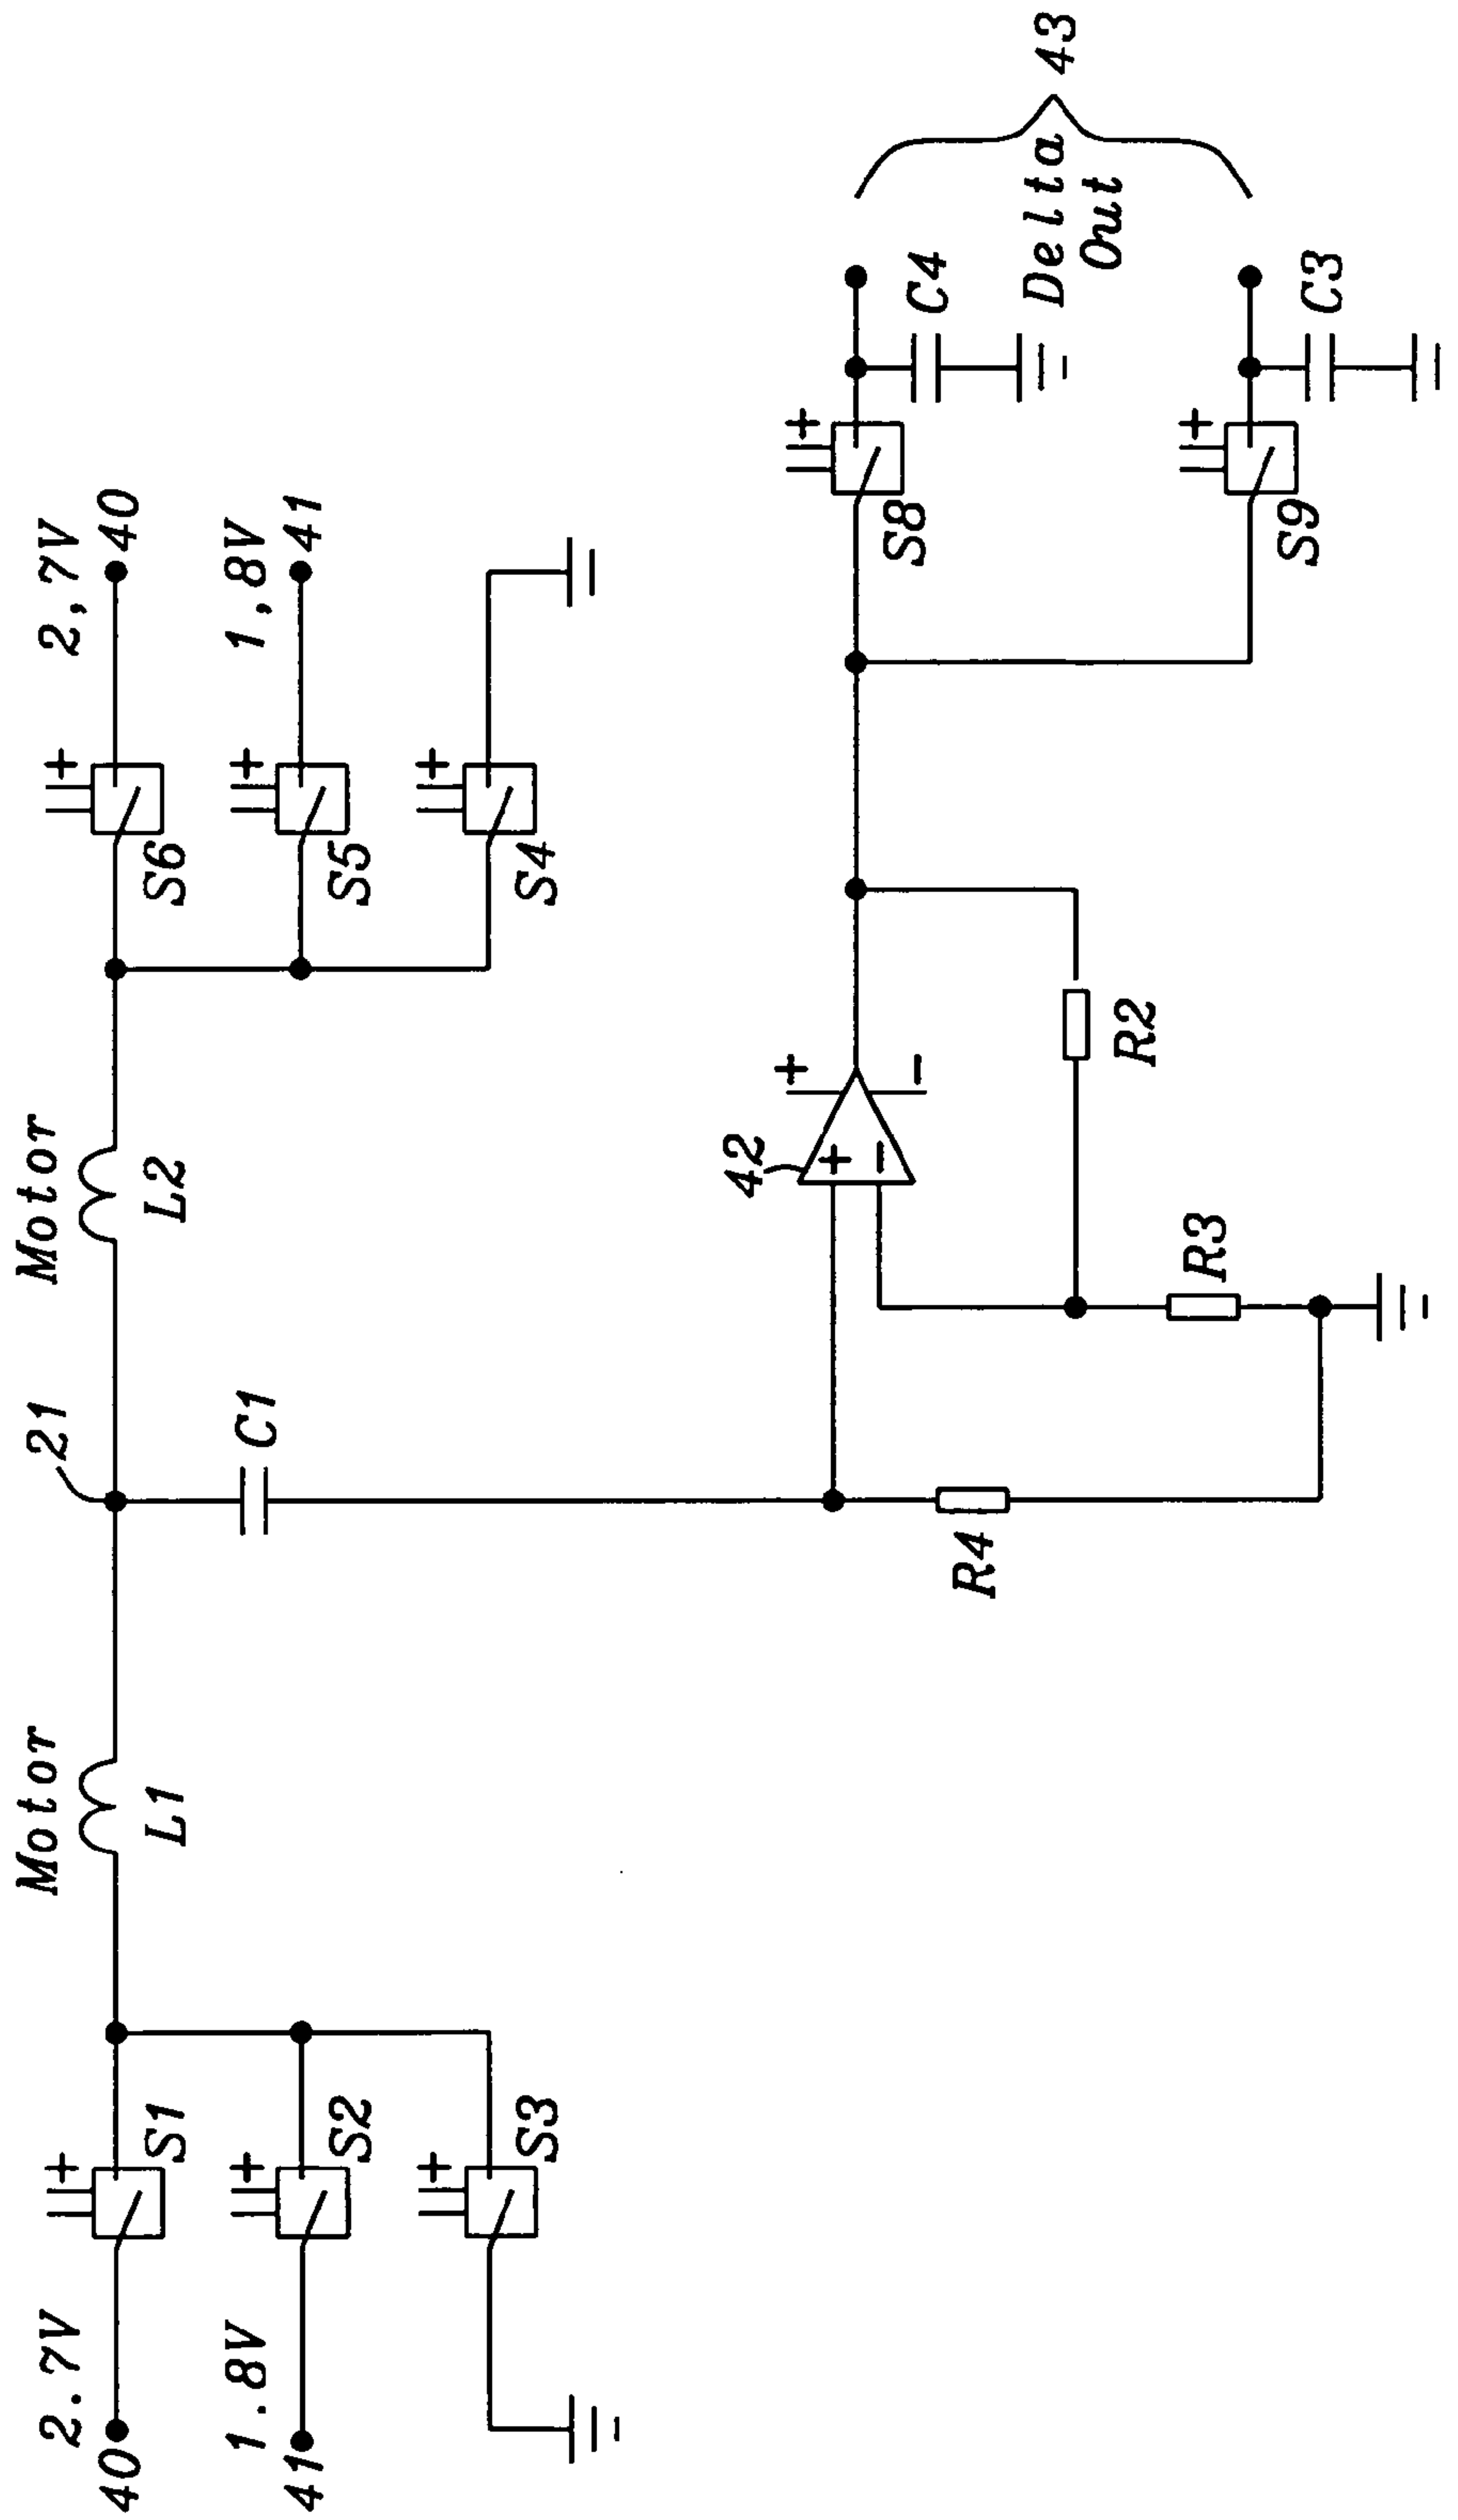 Motor
Motor
2.7V
21
2,7V
40
S1
L1
L2
S6
40
1.8V
C1
1,8V
41
S2
S5
41
S3
S4
42
+
−
+
−
S8
C4
R4
R2
Delta
Out
43
R3
S9
C3